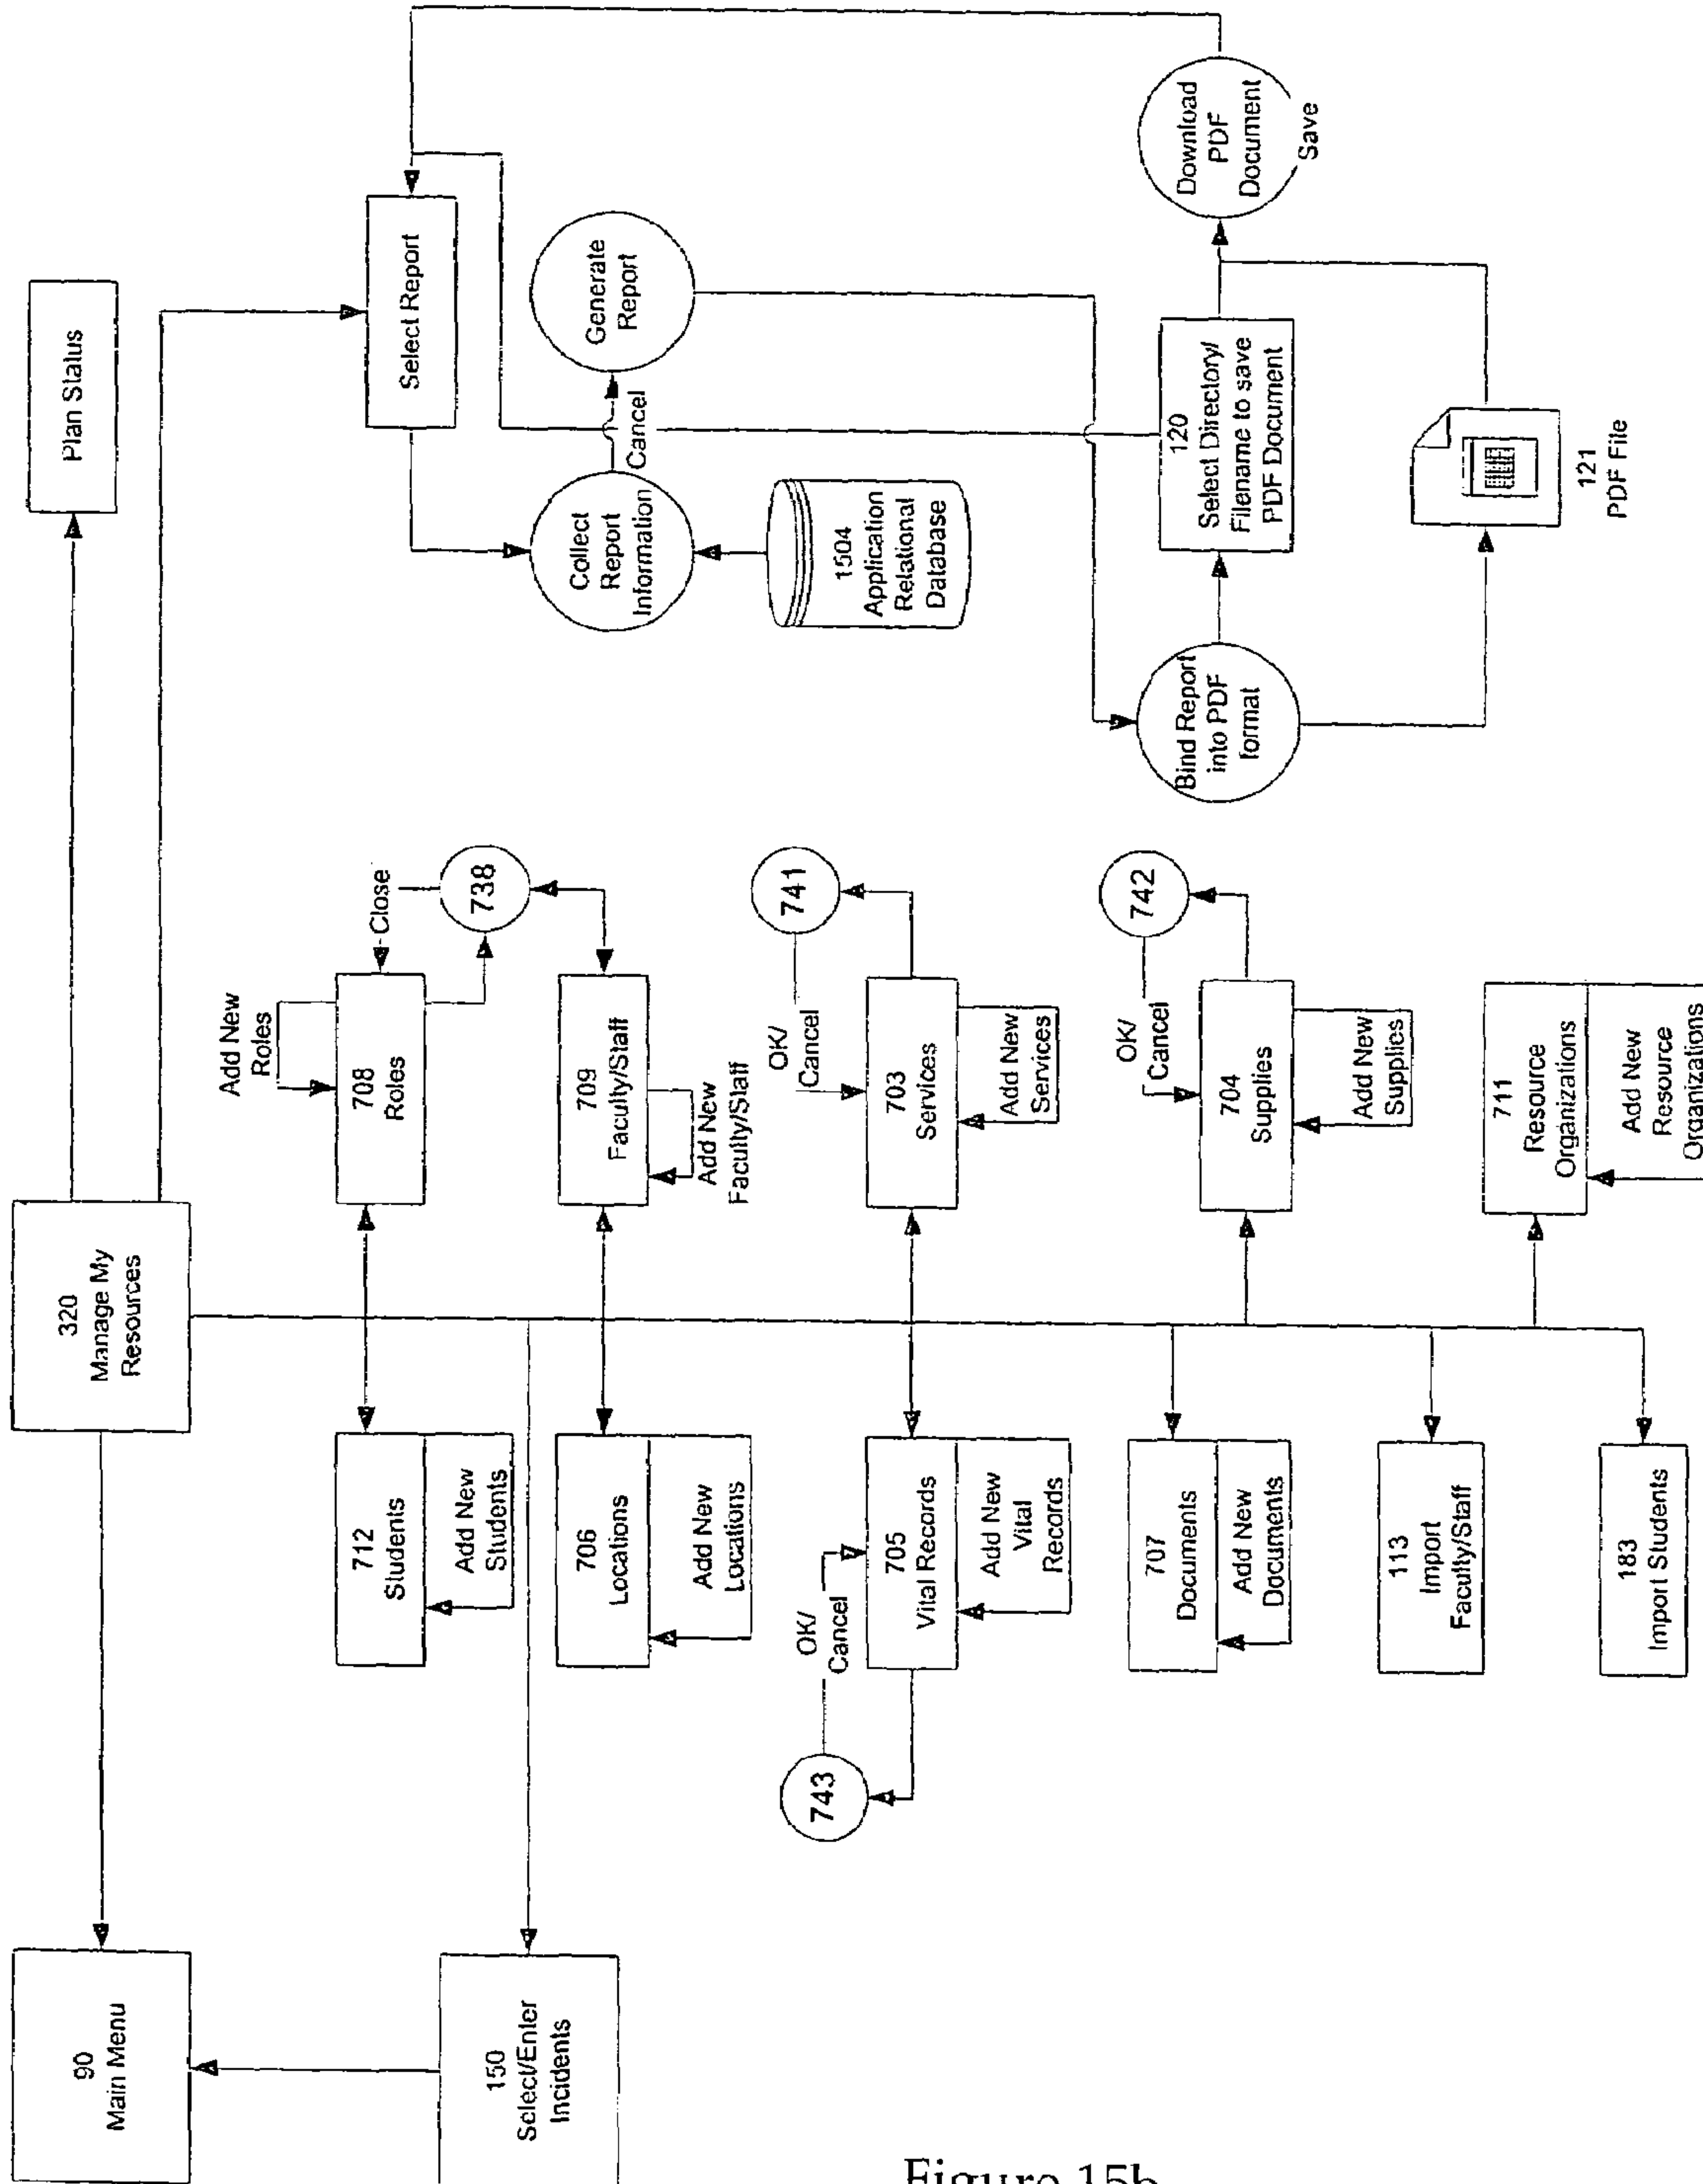 90
Main Menu
320
Manage My
Resources
Plan Status
150
Select/Enter
Incidents
712
Students
Add New
Students
Add New
Roles
708
Roles
Close
738
706
Locations
Add New
Locations
709
Faculty/Staff
Add New
Faculty/Staff
743
OK/
Cancel
705
Vital Records
Add New
Vital
Records
OK/
Cancel
741
703
Services
Add New
Services
707
Documents
Add New
Documents
OK/
Cancel
742
704
Supplies
Add New
Supplies
113
Import
Faculty/Staff
711
Resource
Organizations
Add New
Resource
Organizations
183
Import Students
Select Report
Collect
Report
Information
Cancel
Generate
Report
1504
Application
Relational
Database
Bind Report
into PDF
format
120
Select Directory/
Filename to save
PDF Document
Download
PDF
Document
Save
121
PDF File
Figure 15b